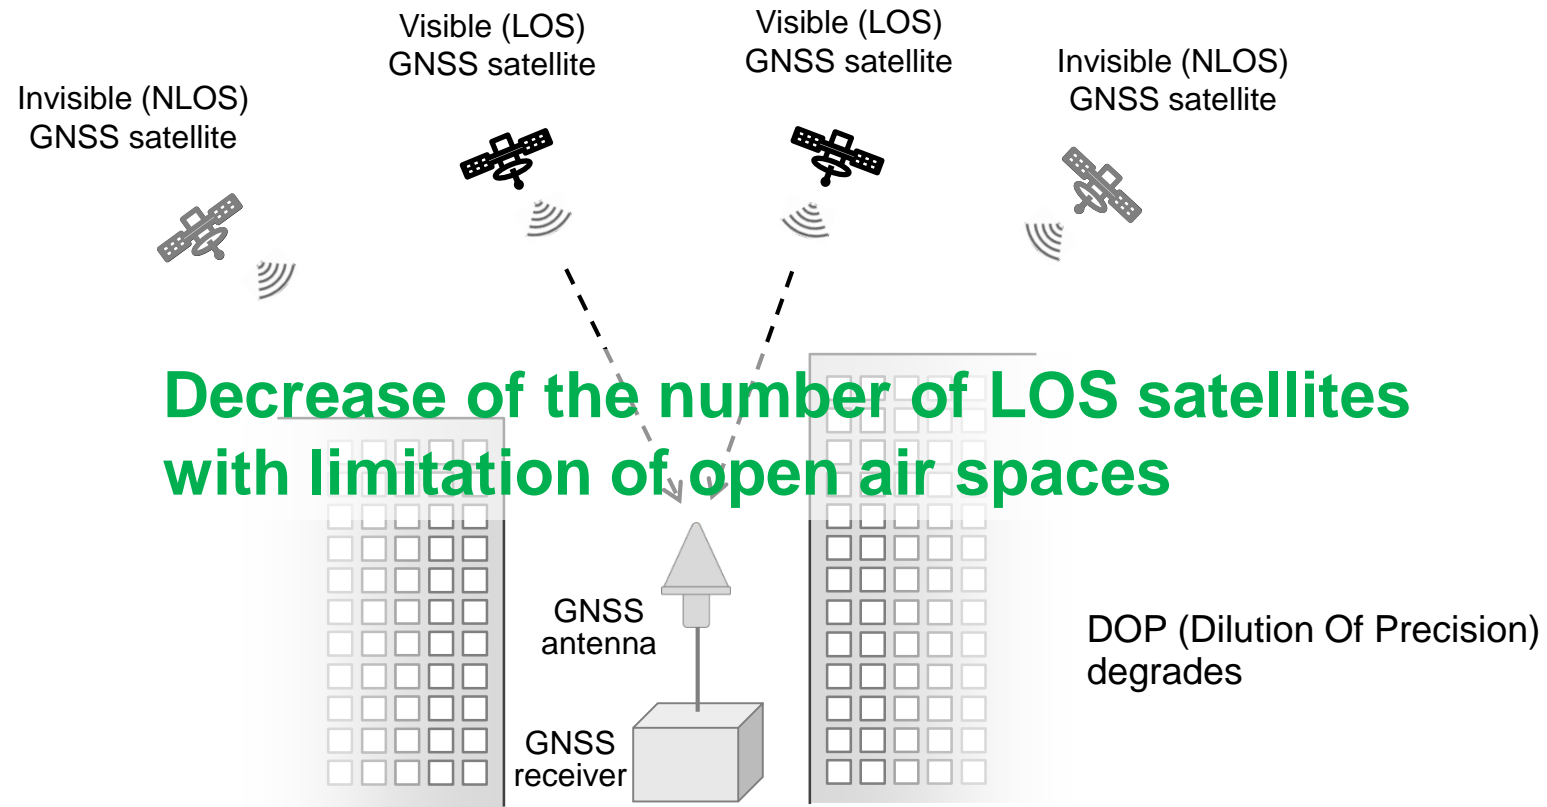 Visible (LOS)
GNSS satellite
Visible (LOS)
GNSS satellite
Invisible (NLOS)
GNSS satellite
Invisible (NLOS)
GNSS satellite
Decrease of the number of LOS satellites
with limitation of open air spaces
GNSS
antenna
DOP (Dilution Of Precision)
degrades
GNSS
receiver